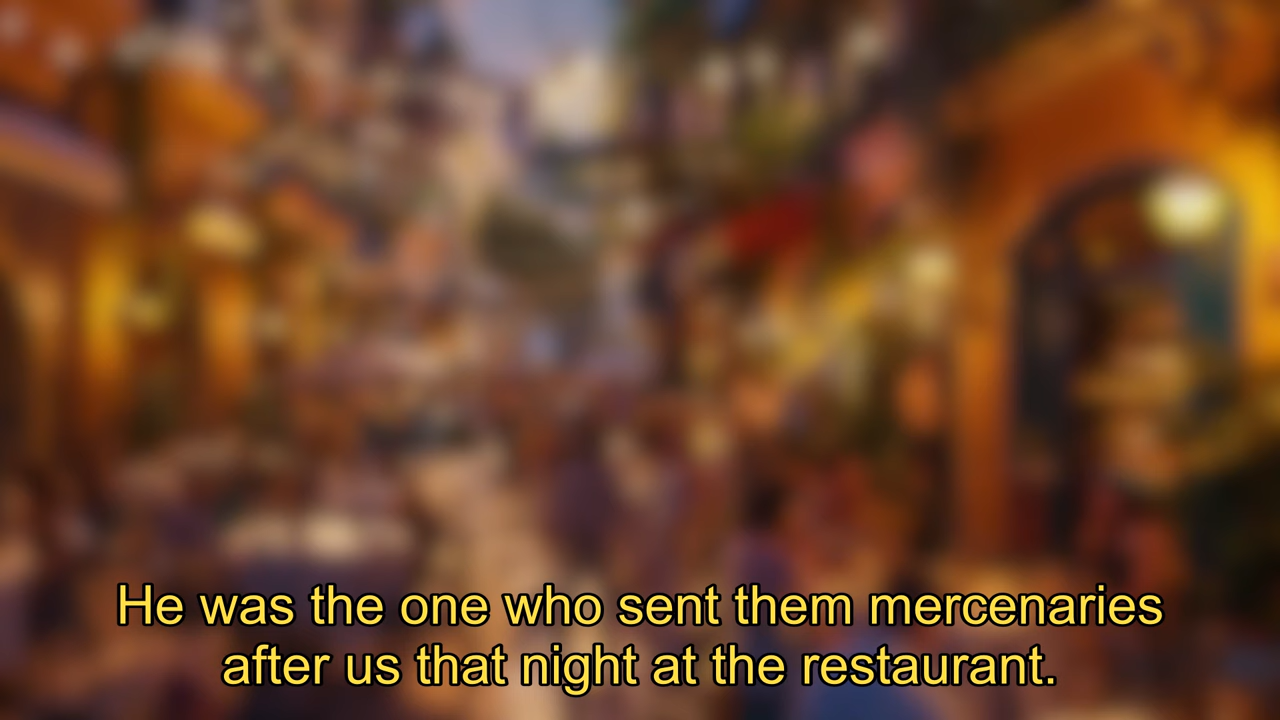 He was the one who sent them mercenaries
after us that night at the restaurant.